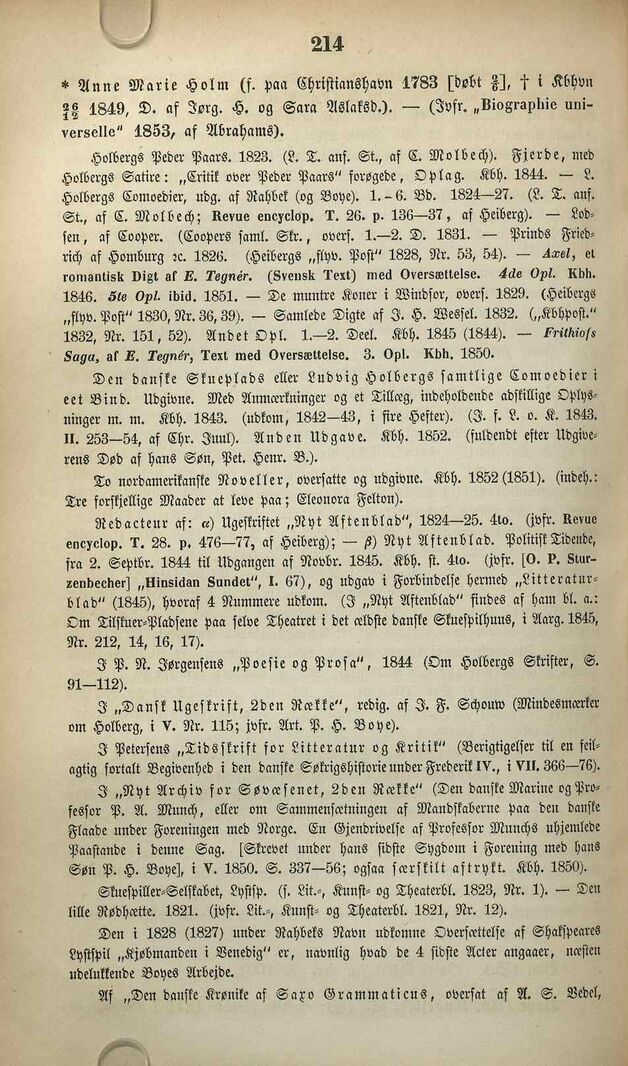 214
* Anne Marie Holm (f. paa Christianshavn 1783 [døbt 2/3], † i Kbhvn
26/12 1849, D. af Jørg. H. og Sara Aslaksd.). — (Jvfr. „Biographie uni-
verselle“ 1853, af Abrahams).
Holbergs Peder Paars. 1823. (L. T. anf. St., af C. Molbech). Fjerde, med
Holbergs Satire: „Critik over Peder Paars“ forøgede, Oplag. Kbh. 1844. — L.
Holbergs Comoedier, udg. af Rahbek (og Boye). 1.-6. Bd. 1824—27. (L. T. anf.
St., af C. Molbech; Revue encyclop. T. 26. p. 136—37, af Heiberg). — Lod-
sen, af Cooper. (Coopers saml. Skr., overs. 1.—2. D. 1831. — Prinds Fried-
rich af Homburg ꝛc. 1826. (Heibergs „flyv. Post“ 1828, Nr. 53, 54). — Axel, et
romantisk Digt af E. Tegnér. (Svensk Text) med Oversættelse. 4de Opl. Kbh.
1846. 5te Opl. ibid. 1851. — De muntre Koner i Windsor, overs. 1829. (Heibergs
„flyv. Post“ 1830, Nr. 36, 39). — Samlede Digte af J. H. Wessel. 1832. („Kbhpost.“
1832, Nr. 151, 52). Andet Opl. 1.—2. Deel. Kbh. 1845 (1844). — Frithiofs
Saga, af E. Tegnér, Text med Oversættelse. 3. Opl. Kbh. 1850.
Den danske Skueplads eller Ludvig Holbergs samtlige Comoedier i
eet Bind. Udgivne. Med Anmærkninger og et Tillæg, indeholdende adskillige Oplys-
ninger m. m. Kbh. 1843. (udkom, 1842—43, i fire Hefter). (J. f. L. o. K. 1843.
II. 253—54, af Chr. Juul). Anden Udgave. Kbh. 1852. (fuldendt efter Udgive-
rens Død af hans Søn, Pet. Henr. B.).
To nordamerikanske Noveller, oversatte og udgivne. Kbh. 1852 (1851). (indeh.:
Tre forskjellige Maader at leve paa; Eleonora Felton).
Redacteur af: α) Ugeskriftet „Nyt Aftenblad“, 1824—25. 4to. (jvfr. Revue
encyclop. T. 28. p. 476—77, af Heiberg); — β) Nyt Aftenblad. Politisk Tidende,
fra 2. Septbr. 1844 til Udgangen af Novbr. 1845. Kbh. st. 4to. (jvfr. [O. P. Stur-
zenbecher] „Hinsidan Sundet“, I. 67), og udgav i Forbindelse hermed „Litteratur-
blad“ (1845), hvoraf 4 Nummere udkom. (I „Nyt Aftenblad“ findes af ham bl. a.:
Om Tilskuer-Pladsene paa selve Theatret i det ældste danske Skuespilhuus, i Aarg. 1845,
Nr. 212, 14, 16, 17).
I P. N. Jørgensens „Poesie og Prosa“, 1844 (Om Holbergs Skrifter, S.
91—112).
I „Dansk Ugeskrift, 2den Række“, redig. af J. F. Schouw (Mindesmærker
om Holberg, i V. Nr. 115; jvfr. Art. P. H. Boye).
I Petersens „Tidsskrift for Litteratur og Kritik“ (Berigtigelser til en feil-
agtig fortalt Begivenhed i den danske Søkrigshistorie under Frederik IV., i VII. 366—76).
I „Nyt Archiv for Søvæsenet, 2den Række“ (Den danske Marine og Pro-
fessor P. A. Munch, eller om Sammensætningen af Mandskaberne paa den danske
Flaade under Foreningen med Norge. En Gjendrivelse af Professor Munchs uhjemlede
Paastande i denne Sag. [Skrevet under hans sidste Sygdom i Forening med hans
Søn P. H. Boye], i V. 1850. S. 337—56; ogsaa særskilt aftrykt. Kbh. 1850).
Skuespiller-Selskabet, Lystsp. (s. Lit.-, Kunst- og Theaterbl. 1823, Nr. 1). — Den
lille Rødhætte. 1821. (jvfr. Lit.-, Kunst- og Theaterbl. 1821, Nr. 12).
Den i 1828 (1827) under Rahbeks Navn udkomne Oversættelse af Shakspeares
Lystspil „Kjøbmanden i Venedig“ er, navnlig hvad de 4 sidste Acter angaaer, næsten
udelukkende Boyes Arbejde.
Af „Den danske Krønike af Saxo Grammaticus, oversat af A. S. Vedel,